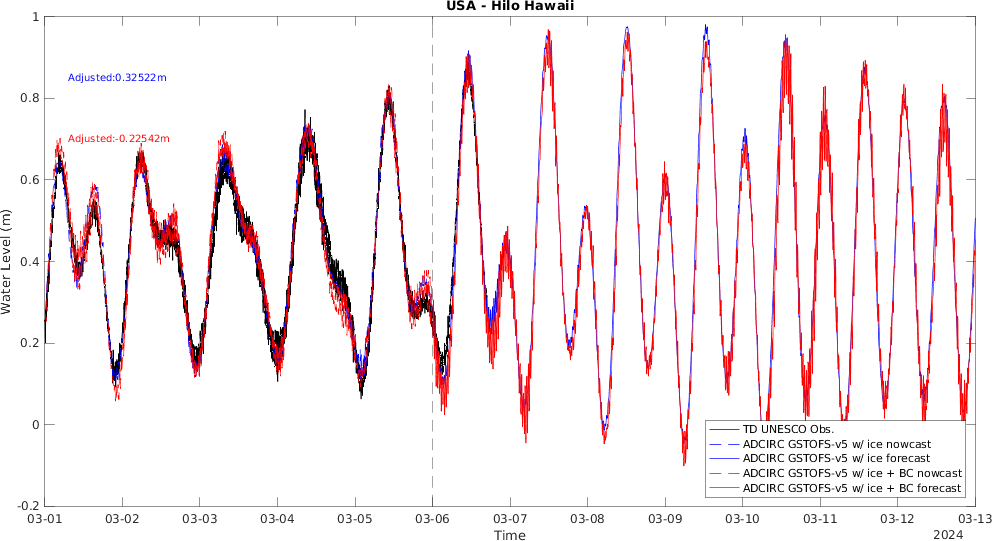 USA - Hilo Hawaii
Adjusted:0.32522m
Adjusted:-0.22542m
Water Level (m)
1
0.8
0.6
0.4
0.2
0
-0.2
TD UNESCO Obs.
ADCIRC GSTOFS-v5 w/ ice nowcast
ADCIRC GSTOFS-v5 w/ ice forecast
ADCIRC GSTOFS-v5 w/ ice + BC nowcast
ADCIRC GSTOFS-v5 w/ ice + BC forecast
03-01 03-02 03-03 03-04 03-05 03-06 03-07 03-08 03-09 03-10 03-11 03-12 03-13
Time
2024